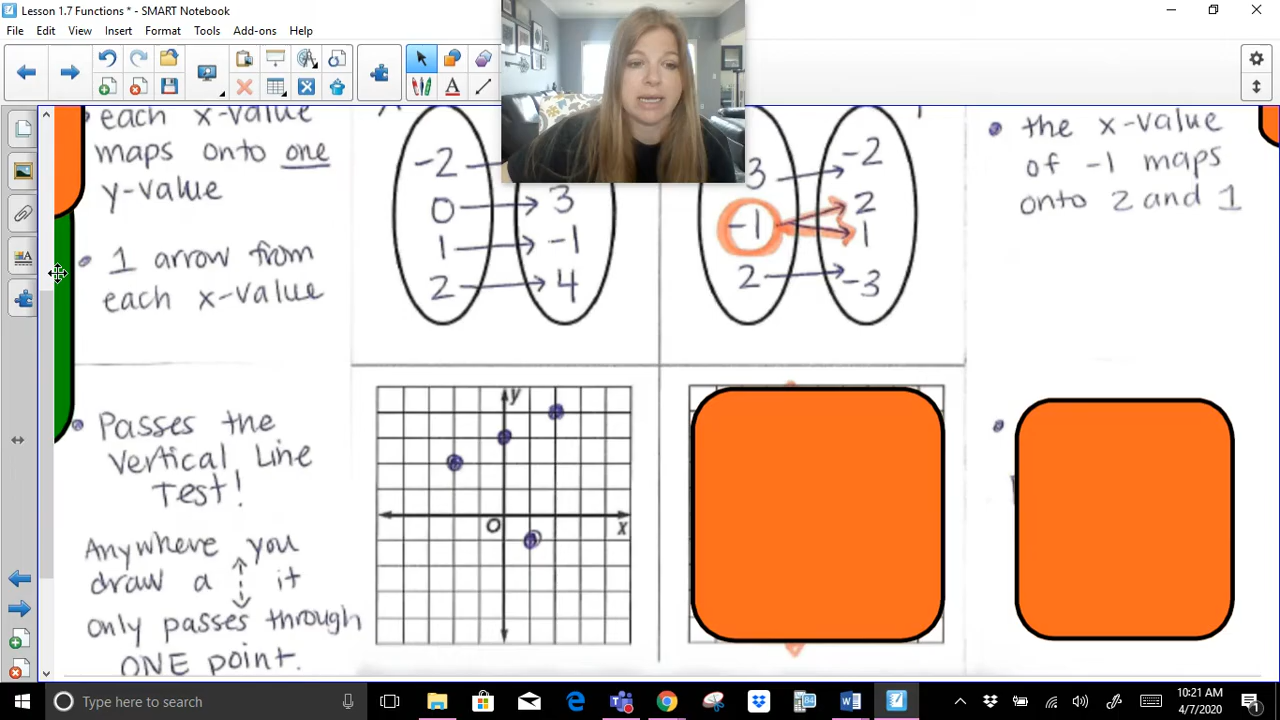 Lesson 1.7 Functions * - SMART Notebook
File Edit View Insert Format Tools Add-ons Help
each x-value
maps onto one
y-value
1 arrow from
each x-value
-2
0 3
1 -1
2 4
3 -2
-1 2
1
2 -3
the x-value
of -1 maps
onto 2 and 1
Passes the
Vertical Line
Test!
Anywhere you
draw a it
only passes through
ONE point.
y
O
x
Type here to search
10:21 AM
4/7/2020